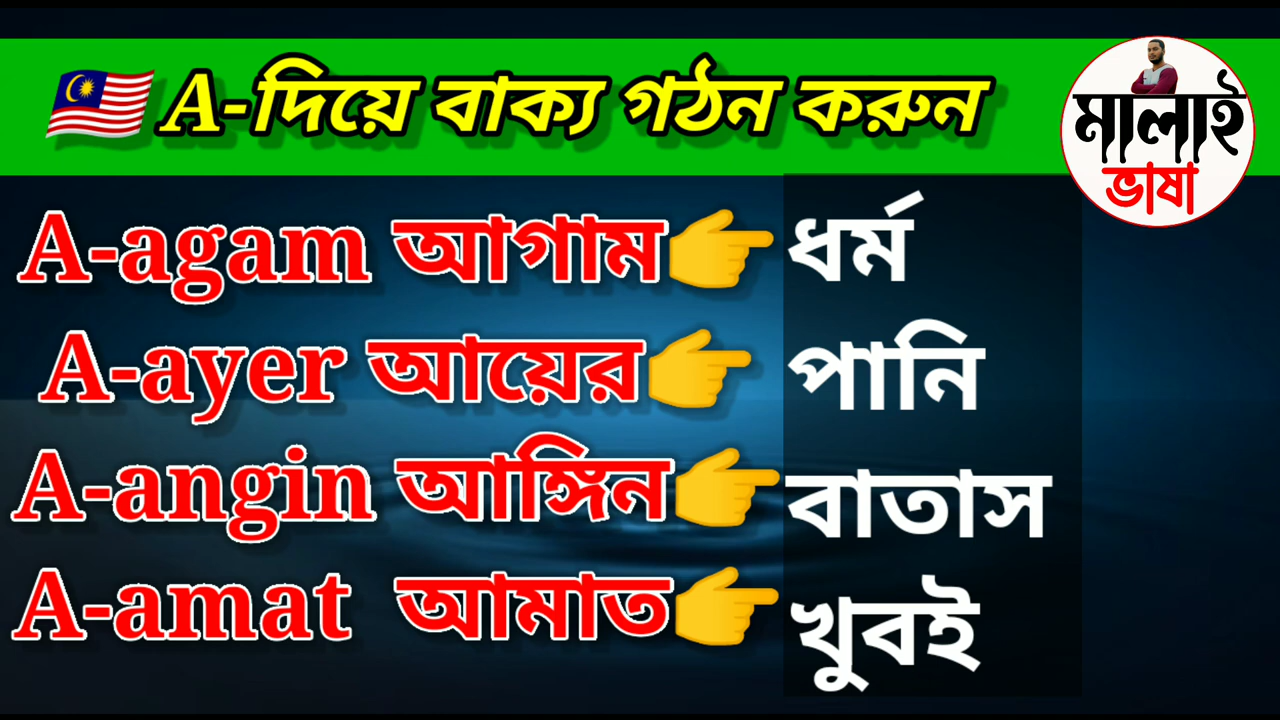 A-দিয়ে বাক্য গঠন করুন
মালাই
ভাষা
A-agam আগাম ধর্ম
A-ayer আয়ের পানি
A-angin আঙ্গিন বাতাস
A-amat আমাত খুবই